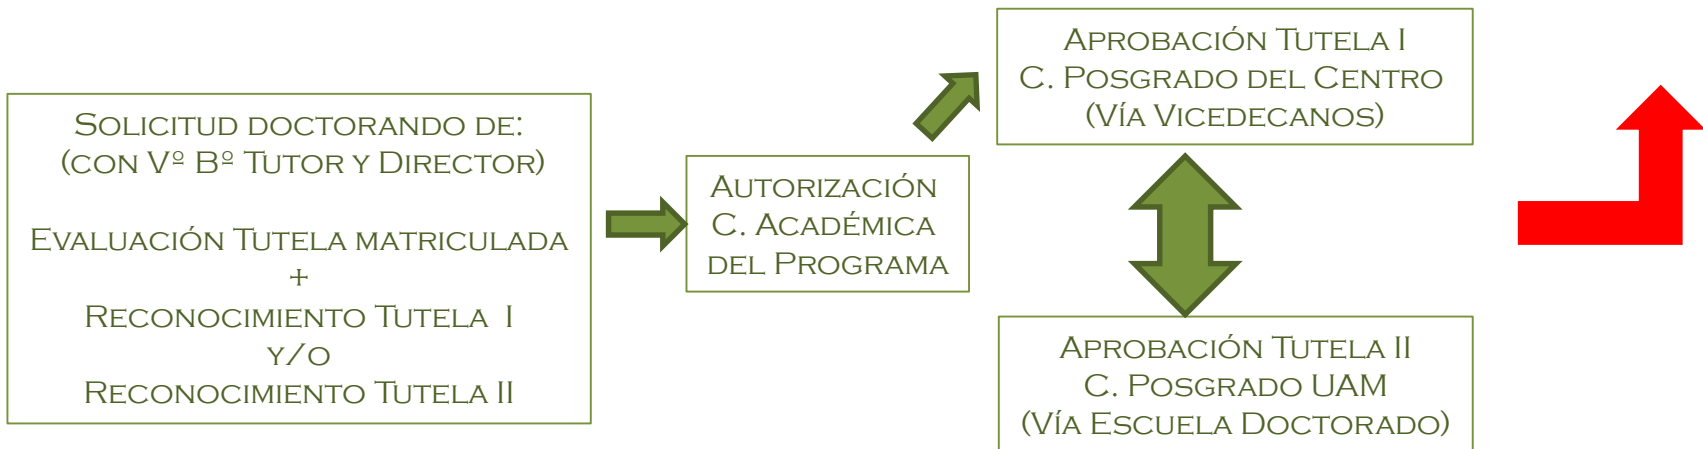 Solicitud doctorando de:
(con Vº Bº Tutor y Director)
Evaluación Tutela matriculada
+
Reconocimiento Tutela I
y/o
Reconocimiento Tutela II
Autorización
C. Académica
del Programa
Aprobación Tutela I
C. Posgrado del Centro
(Vía Vicedecanos)
Aprobación Tutela II
C. Posgrado UAM
(Vía Escuela Doctorado)